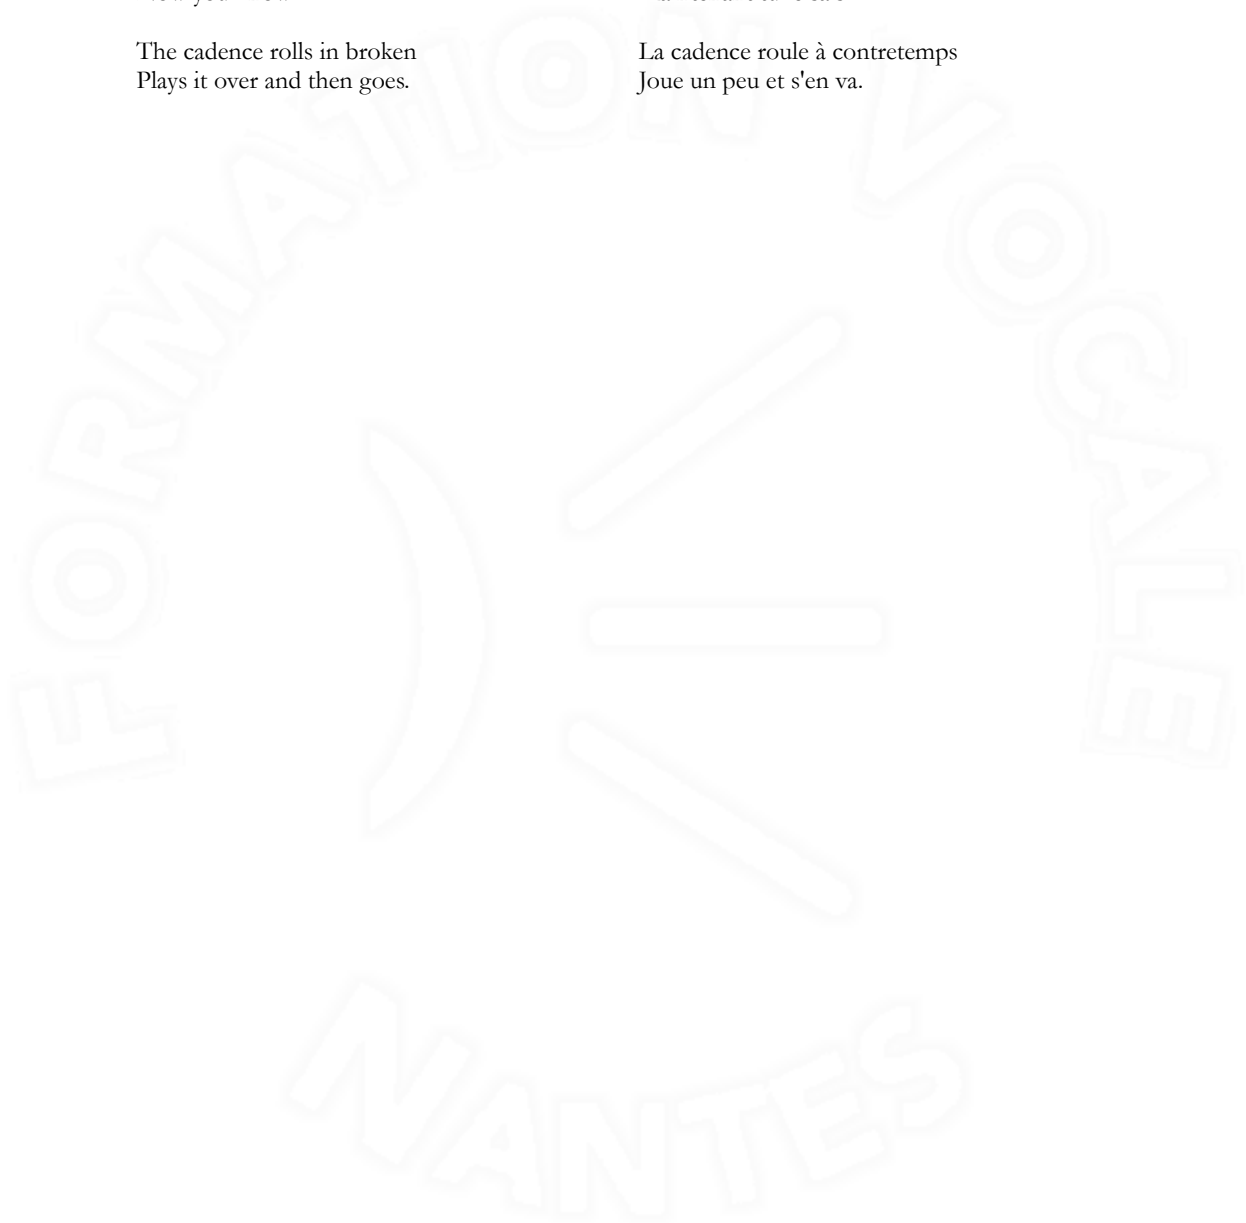 The cadence rolls in broken
Plays it over and then goes.
La cadence roule à contretemps
Joue un peu et s'en va.
FORMATION VOCALE
NANTES